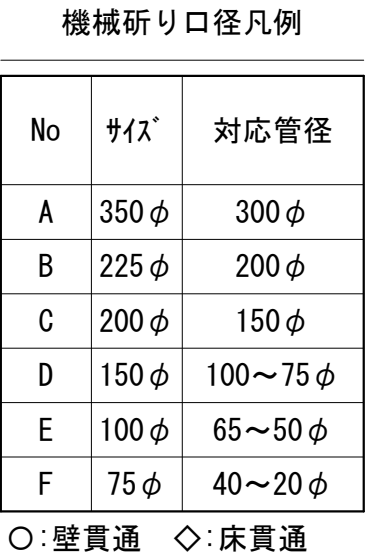 機械斫り口径凡例
No ｻｲｽﾞ 対応管径
A 350φ 300φ
B 225φ 200φ
C 200φ 150φ
D 150φ 100～75φ
E 100φ 65～50φ
F 75φ 40～20φ
○:壁貫通 ◇:床貫通